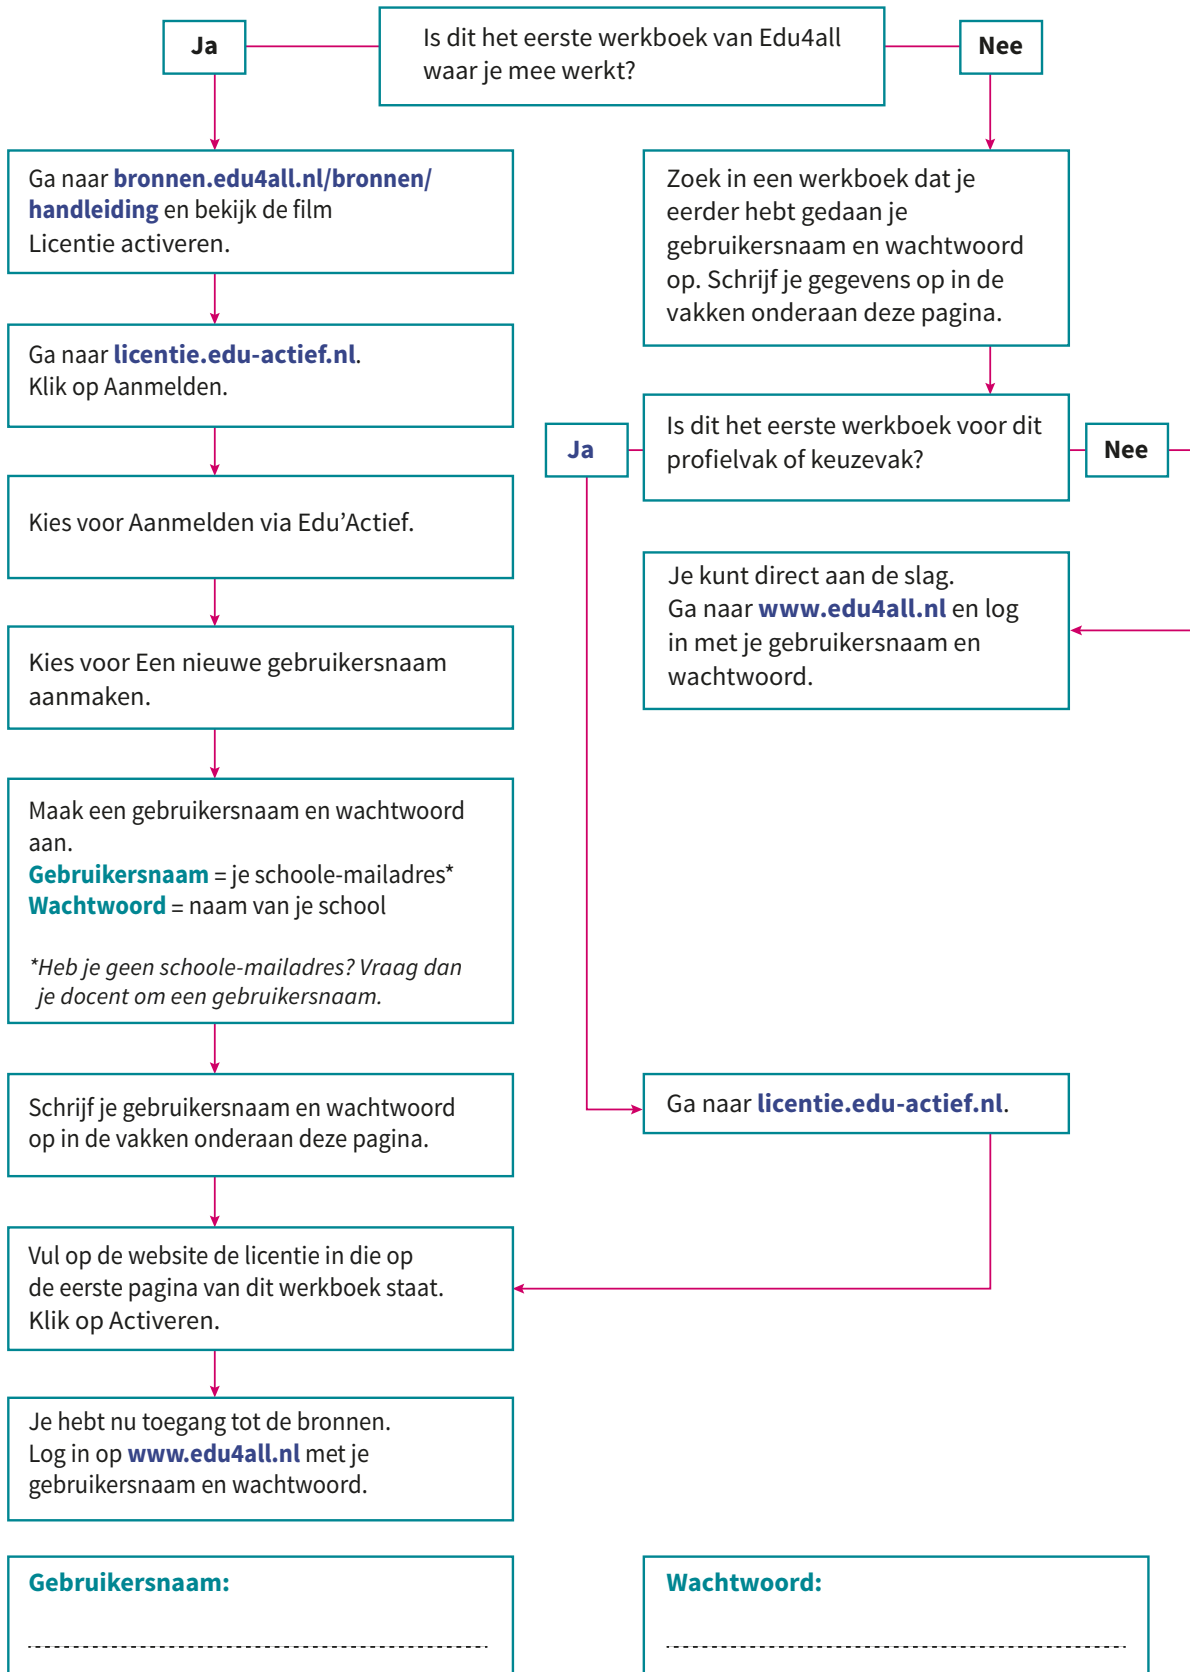 Is dit het eerste werkboek van Edu4all
waar je mee werkt?
Ja
Nee
Ga naar bronnen.edu4all.nl/bronnen/
handleiding en bekijk de film
Licentie activeren.
Ga naar licentie.edu-actief.nl.
Klik op Aanmelden.
Kies voor Aanmelden via Edu’Actief.
Kies voor Een nieuwe gebruikersnaam
aanmaken.
Maak een gebruikersnaam en wachtwoord
aan.
Gebruikersnaam = je schoole-mailadres*
Wachtwoord = naam van je school
*Heb je geen schoole-mailadres? Vraag dan
je docent om een gebruikersnaam.
Schrijf je gebruikersnaam en wachtwoord
op in de vakken onderaan deze pagina.
Vul op de website de licentie in die op
de eerste pagina van dit werkboek staat.
Klik op Activeren.
Je hebt nu toegang tot de bronnen.
Log in op www.edu4all.nl met je
gebruikersnaam en wachtwoord.
Zoek in een werkboek dat je
eerder hebt gedaan je
gebruikersnaam en wachtwoord
op. Schrijf je gegevens op in de
vakken onderaan deze pagina.
Is dit het eerste werkboek voor dit
profielvak of keuzevak?
Ja
Nee
Je kunt direct aan de slag.
Ga naar www.edu4all.nl en log
in met je gebruikersnaam en
wachtwoord.
Ga naar licentie.edu-actief.nl.
Gebruikersnaam:
Wachtwoord: